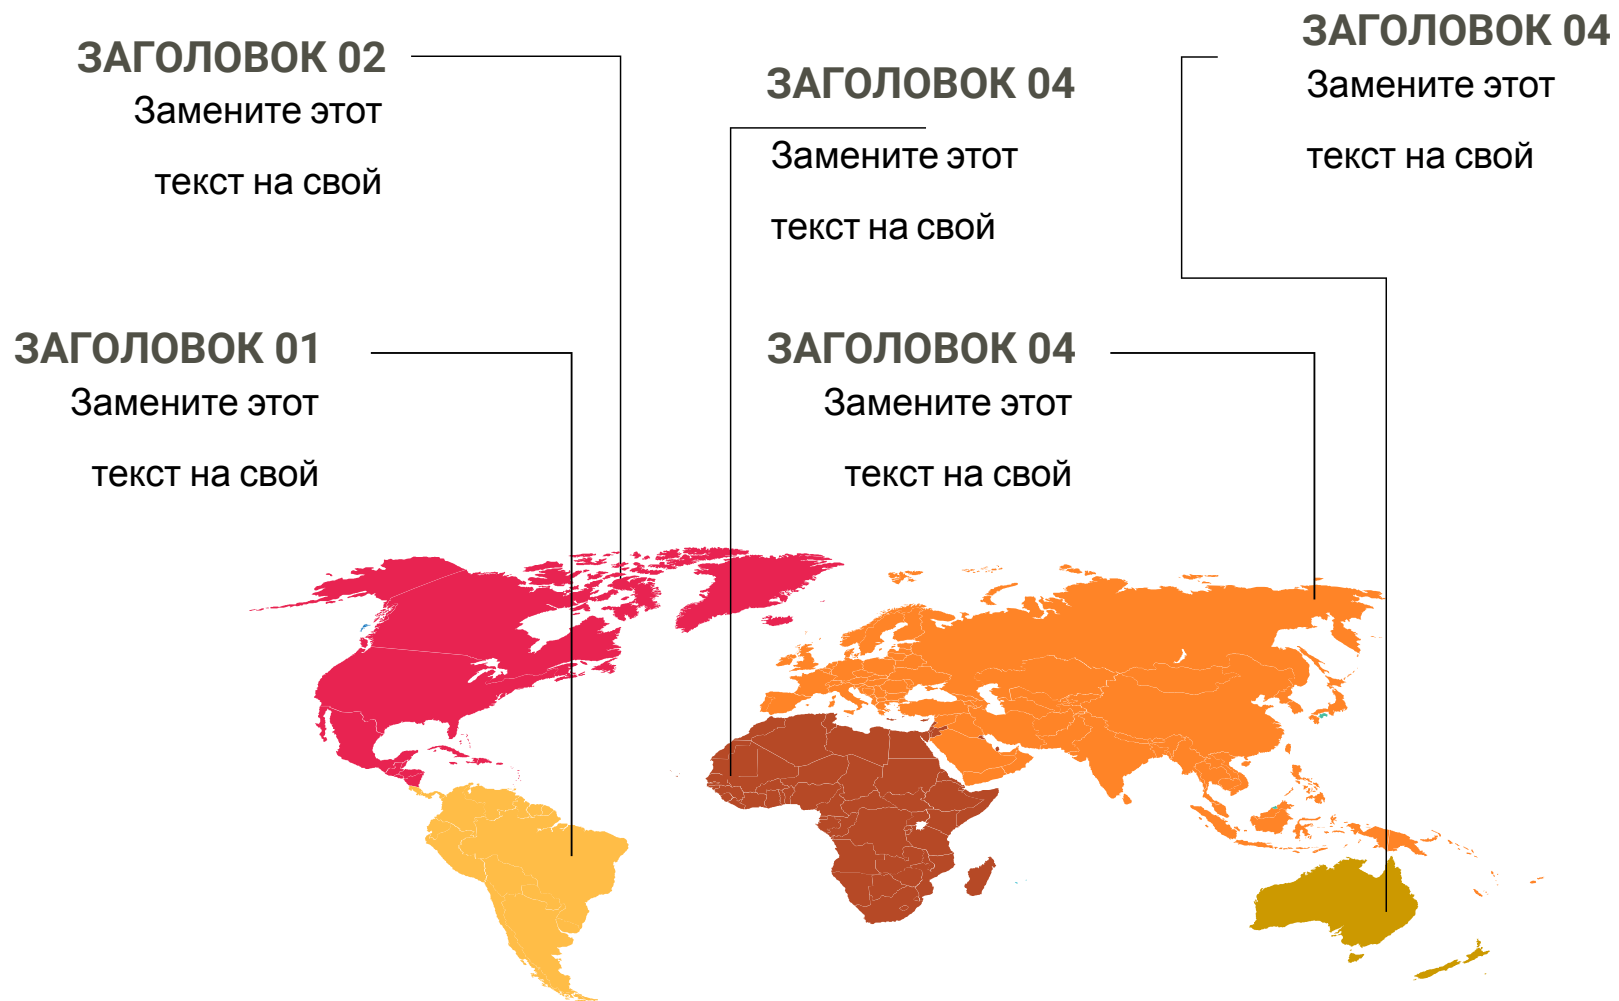 ЗАГОЛОВОК 02
Замените этот
текст на свой
ЗАГОЛОВОК 04
Замените этот
текст на свой
ЗАГОЛОВОК 04
Замените этот
текст на свой
ЗАГОЛОВОК 01
Замените этот
текст на свой
ЗАГОЛОВОК 04
Замените этот
текст на свой